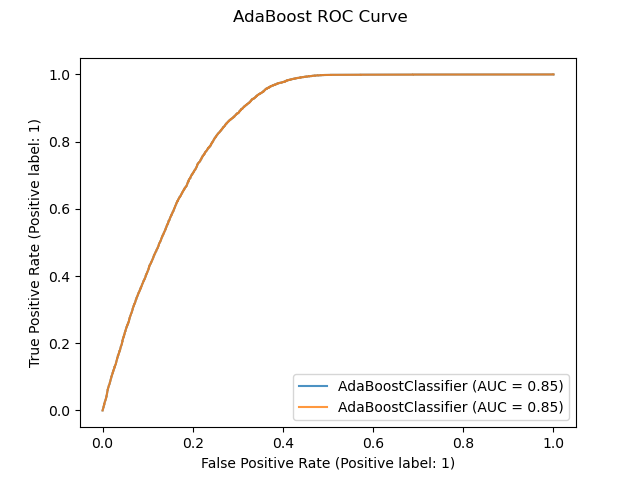 AdaBoost ROC Curve
1.0
0.8
0.6
0.4
0.2
0.0
True Positive Rate (Positive label: 1)
AdaBoostClassifier (AUC = 0.85)
AdaBoostClassifier (AUC = 0.85)
0.0 0.2 0.4 0.6 0.8 1.0
False Positive Rate (Positive label: 1)